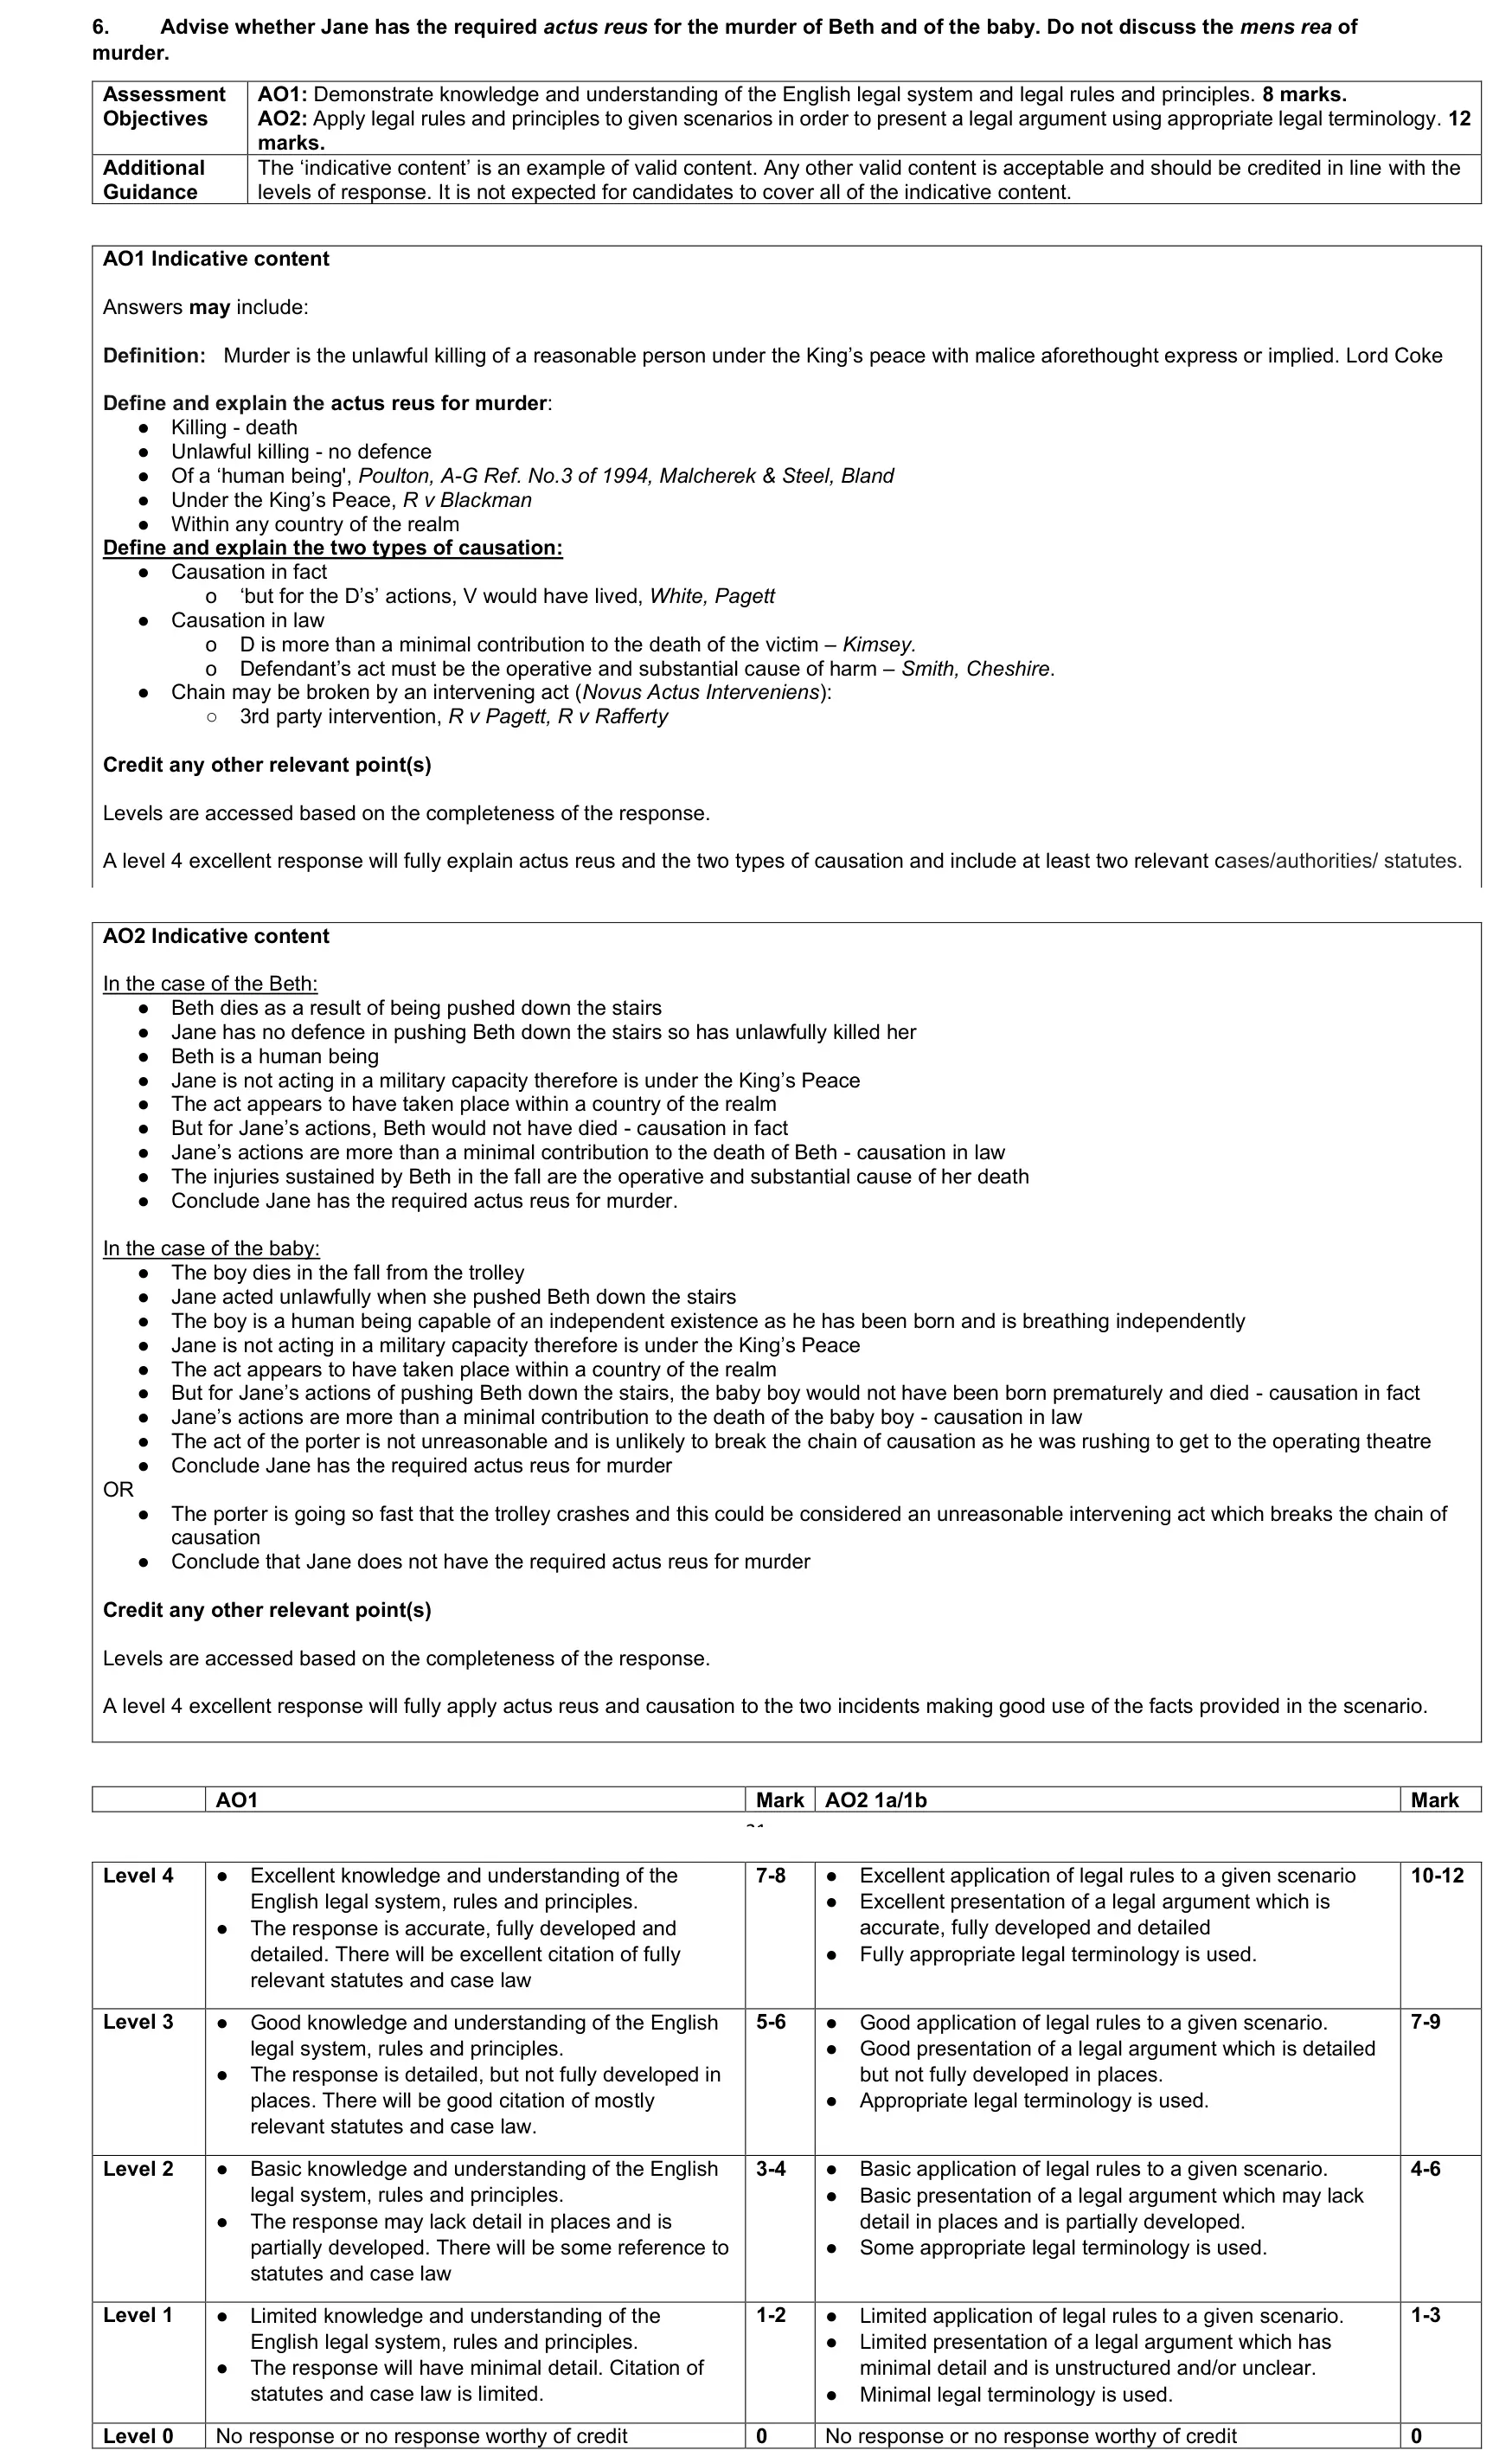 6. Advise whether Jane has the required actus reus for the murder of Beth and of the baby. Do not discuss the mens rea of
murder.
Assessment Objectives
AO1: Demonstrate knowledge and understanding of the English legal system and legal rules and principles. 8 marks.
AO2: Apply legal rules and principles to given scenarios in order to present a legal argument using appropriate legal terminology. 12
marks.
Additional Guidance
The ‘indicative content’ is an example of valid content. Any other valid content is acceptable and should be credited in line with the
levels of response. It is not expected for candidates to cover all of the indicative content.
AO1 Indicative content
Answers may include:
Definition: Murder is the unlawful killing of a reasonable person under the King’s peace with malice aforethought express or implied. Lord Coke
Define and explain the actus reus for murder:
● Killing - death
● Unlawful killing - no defence
● Of a ‘human being', Poulton, A-G Ref. No.3 of 1994, Malcherek & Steel, Bland
● Under the King’s Peace, R v Blackman
● Within any country of the realm
Define and explain the two types of causation:
● Causation in fact
o ‘but for the D’s’ actions, V would have lived, White, Pagett
● Causation in law
o D is more than a minimal contribution to the death of the victim – Kimsey.
o Defendant’s act must be the operative and substantial cause of harm – Smith, Cheshire.
● Chain may be broken by an intervening act (Novus Actus Interveniens):
○ 3rd party intervention, R v Pagett, R v Rafferty
Credit any other relevant point(s)
Levels are accessed based on the completeness of the response.
A level 4 excellent response will fully explain actus reus and the two types of causation and include at least two relevant cases/authorities/ statutes.
AO2 Indicative content
In the case of the Beth:
● Beth dies as a result of being pushed down the stairs
● Jane has no defence in pushing Beth down the stairs so has unlawfully killed her
● Beth is a human being
● Jane is not acting in a military capacity therefore is under the King’s Peace
● The act appears to have taken place within a country of the realm
● But for Jane’s actions, Beth would not have died - causation in fact
● Jane’s actions are more than a minimal contribution to the death of Beth - causation in law
● The injuries sustained by Beth in the fall are the operative and substantial cause of her death
● Conclude Jane has the required actus reus for murder.
In the case of the baby:
● The boy dies in the fall from the trolley
● Jane acted unlawfully when she pushed Beth down the stairs
● The boy is a human being capable of an independent existence as he has been born and is breathing independently
● Jane is not acting in a military capacity therefore is under the King’s Peace
● The act appears to have taken place within a country of the realm
● But for Jane’s actions of pushing Beth down the stairs, the baby boy would not have been born prematurely and died - causation in fact
● Jane’s actions are more than a minimal contribution to the death of the baby boy - causation in law
● The act of the porter is not unreasonable and is unlikely to break the chain of causation as he was rushing to get to the operating theatre
● Conclude Jane has the required actus reus for murder
OR
● The porter is going so fast that the trolley crashes and this could be considered an unreasonable intervening act which breaks the chain of
causation
● Conclude that Jane does not have the required actus reus for murder
Credit any other relevant point(s)
Levels are accessed based on the completeness of the response.
A level 4 excellent response will fully apply actus reus and causation to the two incidents making good use of the facts provided in the scenario.
AO1 Mark AO2 1a/1b Mark
Level 4
● Excellent knowledge and understanding of the
English legal system, rules and principles.
● The response is accurate, fully developed and
detailed. There will be excellent citation of fully
relevant statutes and case law
7-8
● Excellent application of legal rules to a given scenario
● Excellent presentation of a legal argument which is
accurate, fully developed and detailed
● Fully appropriate legal terminology is used.
10-12
Level 3
● Good knowledge and understanding of the English
legal system, rules and principles.
● The response is detailed, but not fully developed in
places. There will be good citation of mostly
relevant statutes and case law.
5-6
● Good application of legal rules to a given scenario.
● Good presentation of a legal argument which is detailed
but not fully developed in places.
● Appropriate legal terminology is used.
7-9
Level 2
● Basic knowledge and understanding of the English
legal system, rules and principles.
● The response may lack detail in places and is
partially developed. There will be some reference to
statutes and case law
3-4
● Basic application of legal rules to a given scenario.
● Basic presentation of a legal argument which may lack
detail in places and is partially developed.
● Some appropriate legal terminology is used.
4-6
Level 1
● Limited knowledge and understanding of the
English legal system, rules and principles.
● The response will have minimal detail. Citation of
statutes and case law is limited.
1-2
● Limited application of legal rules to a given scenario.
● Limited presentation of a legal argument which has
minimal detail and is unstructured and/or unclear.
● Minimal legal terminology is used.
1-3
Level 0
No response or no response worthy of credit
0
No response or no response worthy of credit
0